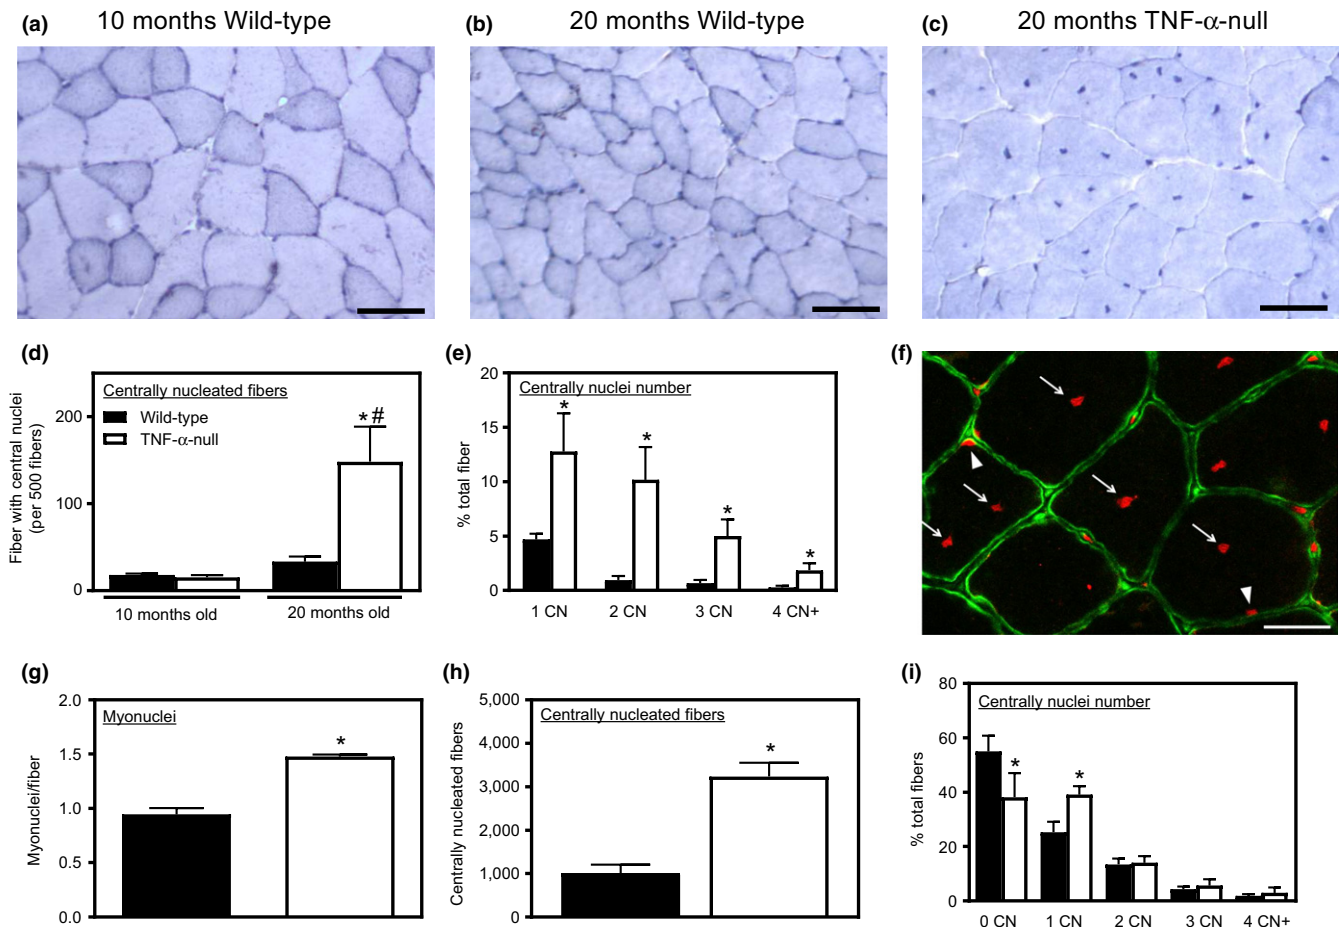 (a) 10 months Wild-type
(b) 20 months Wild-type
(c) 20 months TNF-α-null
(d)
Fiber with central nuclei
(per 500 fibers)
200
100
0
Centrally nucleated fibers
Wild-type
TNF-α-null
*#
10 months old
20 months old
(e)
% total fiber
20
15
10
5
0
Centrally nuclei number
*
*
*
*
1 CN 2 CN 3 CN 4 CN+
(f)
(g)
Myonuclei/fiber
2.0
1.5
1.0
0.5
0.0
Myonuclei
*
(h)
Centrally nucleated fibers
5,000
4,000
3,000
2,000
1,000
0
Centrally nucleated fibers
*
(i)
% total fibers
80
60
40
20
0
Centrally nuclei number
*
*
0 CN 1 CN 2 CN 3 CN 4 CN+